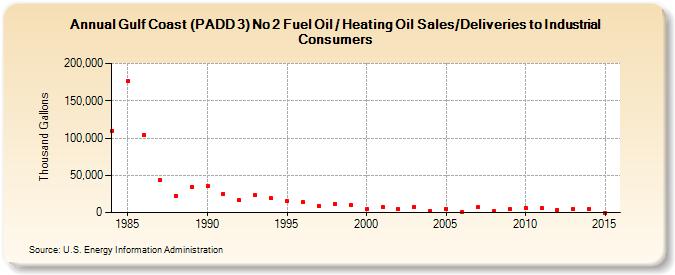 Annual Gulf Coast (PADD 3) No 2 Fuel Oil / Heating Oil Sales/Deliveries to Industrial
Consumers
Thousand Gallons
200,000
150,000
100,000
50,000
0
1985 1990 1995 2000 2005 2010 2015
Source: U.S. Energy Information Administration